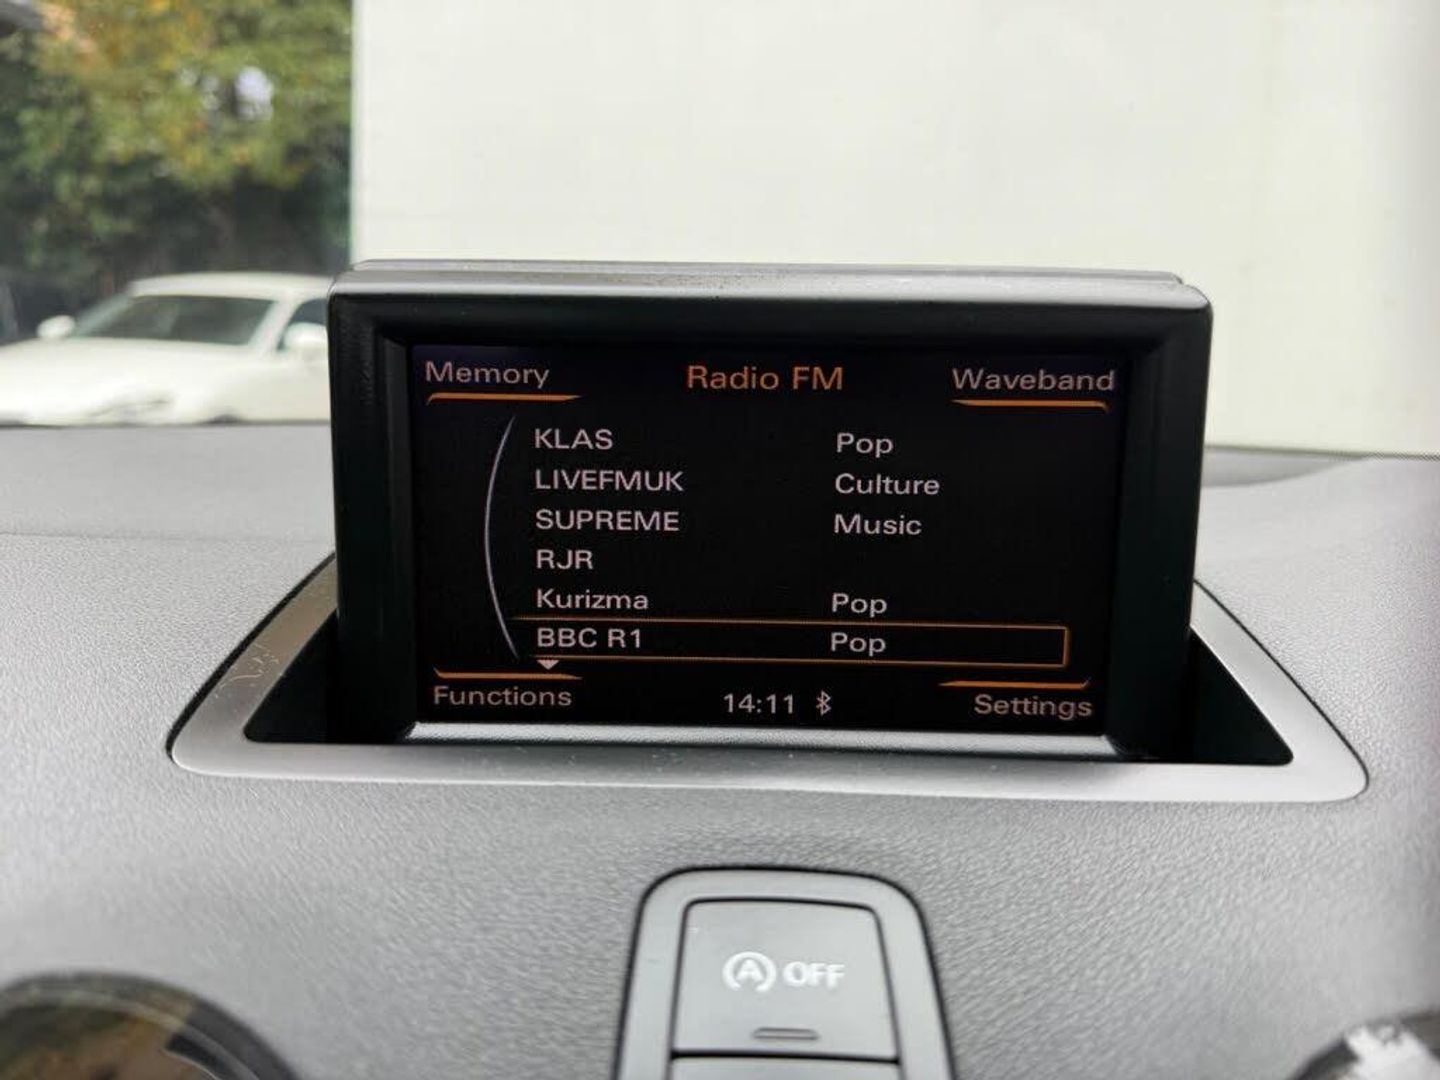 Memory Radio FM Waveband
KLAS Pop
LIVEFMUK Culture
SUPREME Music
RJR
Kurizma Pop
BBC R1 Pop
Functions 14:11 Settings
A OFF